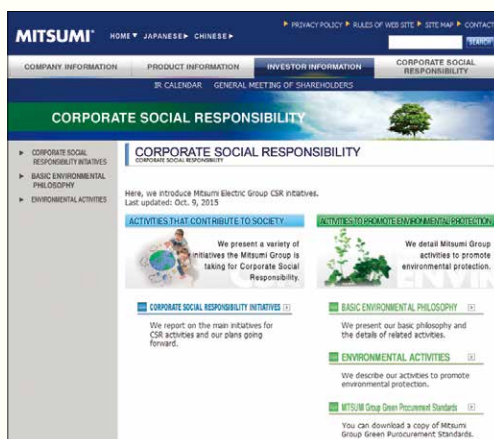 PRIVACY POLICY RULES OF WEB SITE SITE MAP CONTACT
MITSUMI HOME JAPANESE CHINESE
SEARCH
COMPANY INFORMATION PRODUCT INFORMATION INVESTOR INFORMATION CORPORATE SOCIAL RESPONSIBILITY
IR CALENDAR GENERAL MEETING OF SHAREHOLDERS
CORPORATE SOCIAL RESPONSIBILITY
CORPORATE SOCIAL
RESPONSIBILITY INITIATIVES
BASIC ENVIRONMENTAL
PHILOSOPHY
ENVIRONMENTAL ACTIVITIES
CORPORATE SOCIAL RESPONSIBILITY
CORPORATE SOCIAL RESPONSIBILITY
Here, we introduce Mitsumi Electric Group CSR initiatives.
Last updated: Oct. 9, 2015
ACTIVITIES THAT CONTRIBUTE TO SOCIETY
We present a variety of
initiatives the Mitsumi Group is
taking for Corporate Social
Responsibility.
CORPORATE SOCIAL RESPONSIBILITY INITIATIVES
We report on the main initiatives for
CSR activities and our plans going
forward.
ACTIVITIES TO PROMOTE ENVIRONMENTAL PROTECTION
We detail Mitsumi Group
activities to promote
environmental protection.
BASIC ENVIRONMENTAL PHILOSOPHY
We present our basic philosophy and
the details of related activities.
ENVIRONMENTAL ACTIVITIES
We describe our activities to promote
environmental protection.
MITSUMI Group Green Procurement Standards
You can download a copy of Mitsumi
Group Green Purocurement Standards.